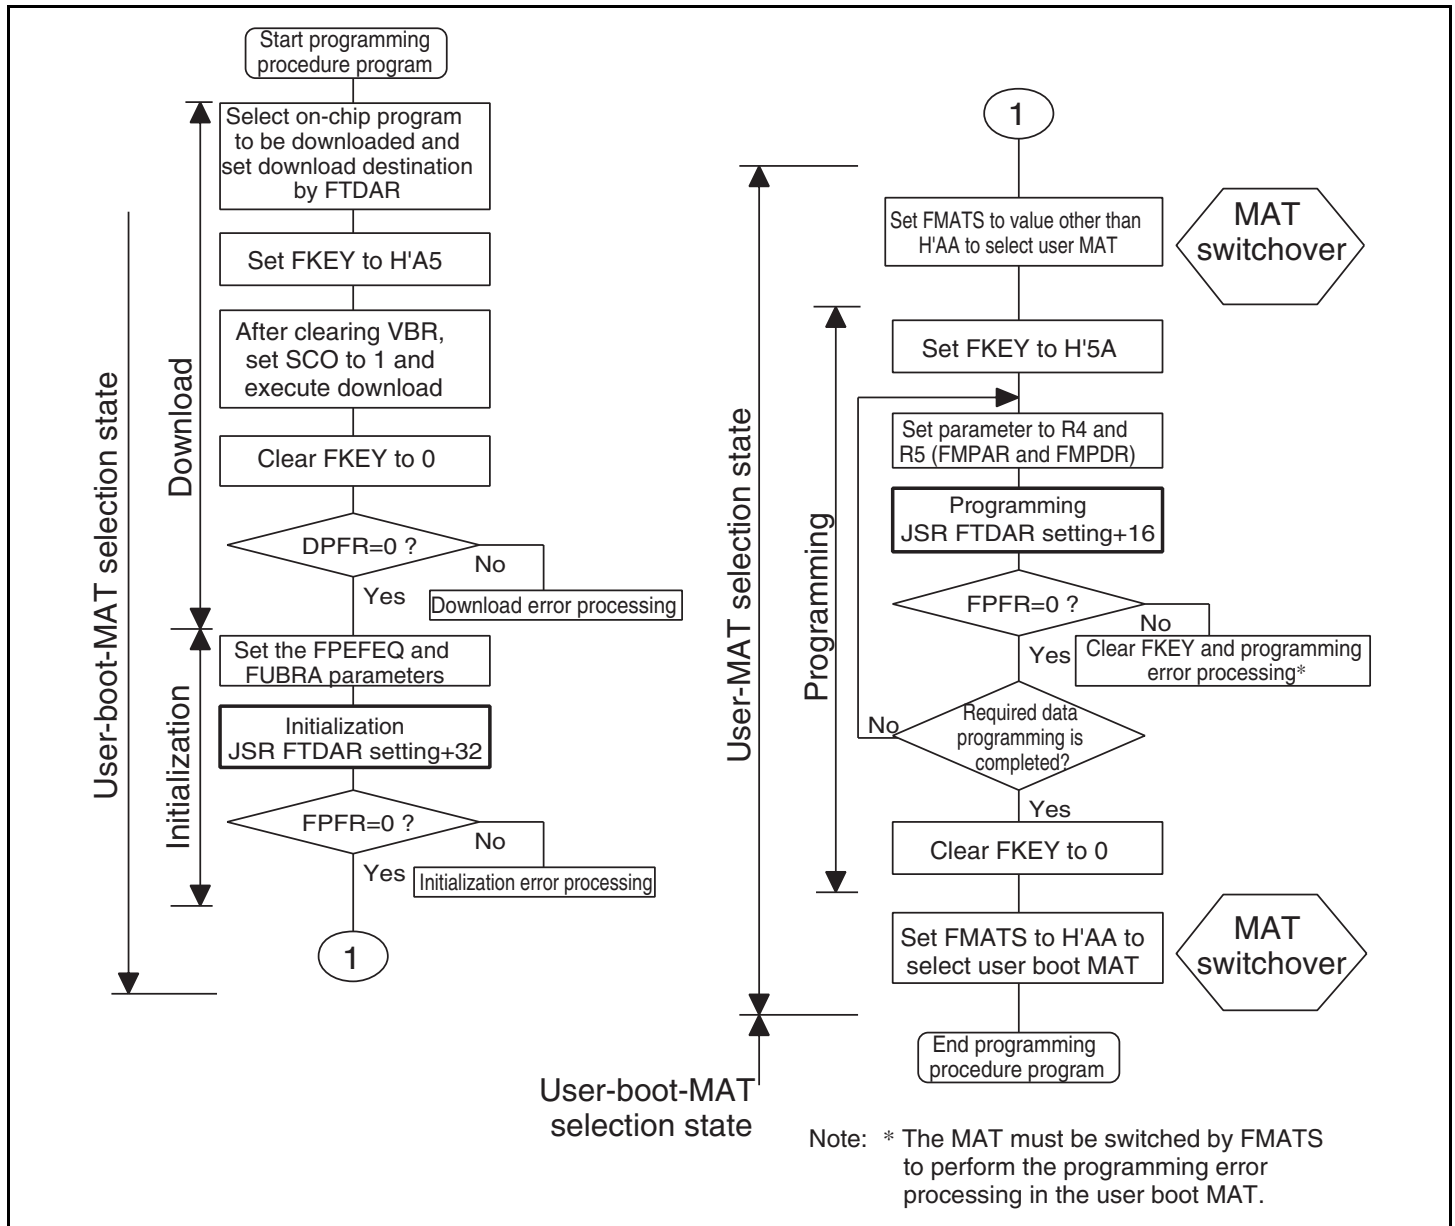 Start programming
procedure program
Select on-chip program
to be downloaded and
set download destination
by FTDAR
Set FKEY to H'A5
After clearing VBR,
set SCO to 1 and
execute download
Clear FKEY to 0
DPFR=0 ?
No
Yes
Download error processing
Set the FPEFEQ and
FUBRA parameters
Initialization
JSR FTDAR setting+32
FPFR=0 ?
No
Yes
Initialization error processing
1
Download
Initialization
User-boot-MAT selection state
1
Set FMATS to value other than
H'AA to select user MAT
MAT
switchover
Set FKEY to H'5A
Set parameter to R4 and
R5 (FMPAR and FMPDR)
Programming
JSR FTDAR setting+16
FPFR=0 ?
No
Yes
Clear FKEY and programming
error processing*
Required data
programming is
completed?
No
Yes
Clear FKEY to 0
Set FMATS to H'AA to
select user boot MAT
MAT
switchover
End programming
procedure program
Programming
User-MAT selection state
User-boot-MAT
selection state
Note: * The MAT must be switched by FMATS
to perform the programming error
processing in the user boot MAT.